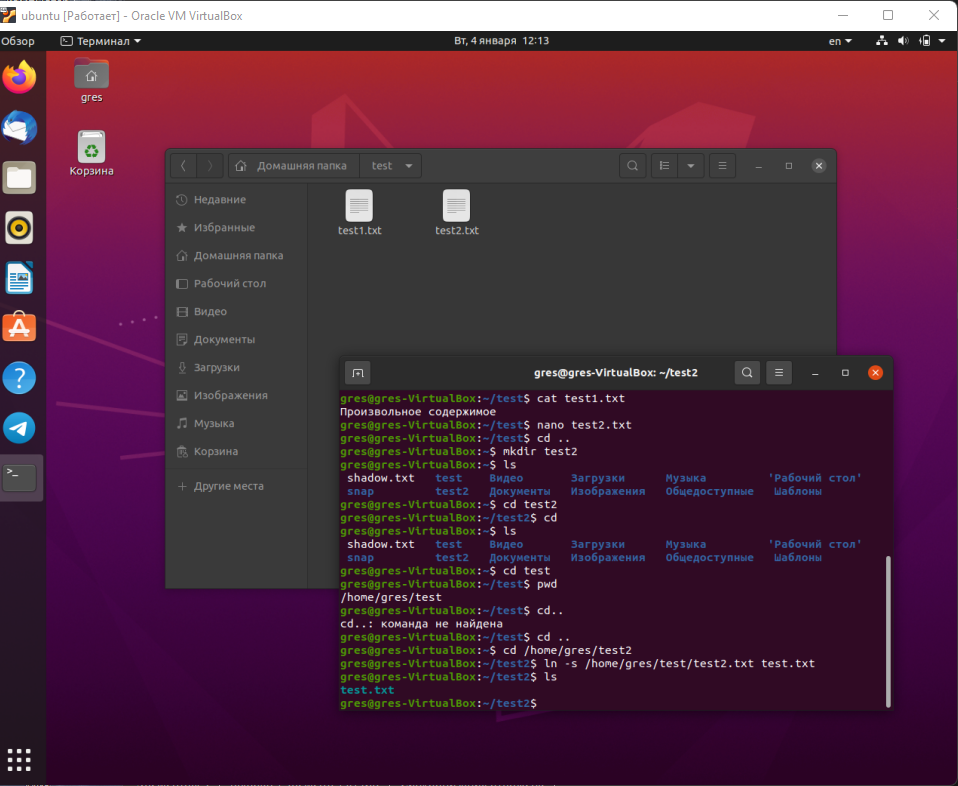 ubuntu [Работает] - Oracle VM VirtualBox
Обзор
Терминал
Вт, 4 января 12:13
en
gres
Корзина
Домашняя папка
test
Недавние
Избранные
Домашняя папка
Рабочий стол
Видео
Документы
Загрузки
Изображения
Музыка
Корзина
+ Другие места
test1.txt
test2.txt
gres@gres-VirtualBox: ~/test2
gres@gres-VirtualBox:~/test$ cat test1.txt
Произвольное содержимое
gres@gres-VirtualBox:~/test$ nano test2.txt
gres@gres-VirtualBox:~/test$ cd ..
gres@gres-VirtualBox:~$ mkdir test2
gres@gres-VirtualBox:~$ ls
shadow.txt test Видео Загрузки Музыка 'Рабочий стол'
snap test2 Документы Изображения Общедоступные Шаблоны
gres@gres-VirtualBox:~$ cd test2
gres@gres-VirtualBox:~/test2$ cd
gres@gres-VirtualBox:~$ ls
shadow.txt test Видео Загрузки Музыка 'Рабочий стол'
snap test2 Документы Изображения Общедоступные Шаблоны
gres@gres-VirtualBox:~$ cd test
gres@gres-VirtualBox:~/test$ pwd
/home/gres/test
gres@gres-VirtualBox:~/test$ cd..
cd..: команда не найдена
gres@gres-VirtualBox:~/test$ cd ..
gres@gres-VirtualBox:~$ cd /home/gres/test2
gres@gres-VirtualBox:~/test2$ ln -s /home/gres/test/test2.txt test.txt
gres@gres-VirtualBox:~/test2$ ls
test.txt
gres@gres-VirtualBox:~/test2$